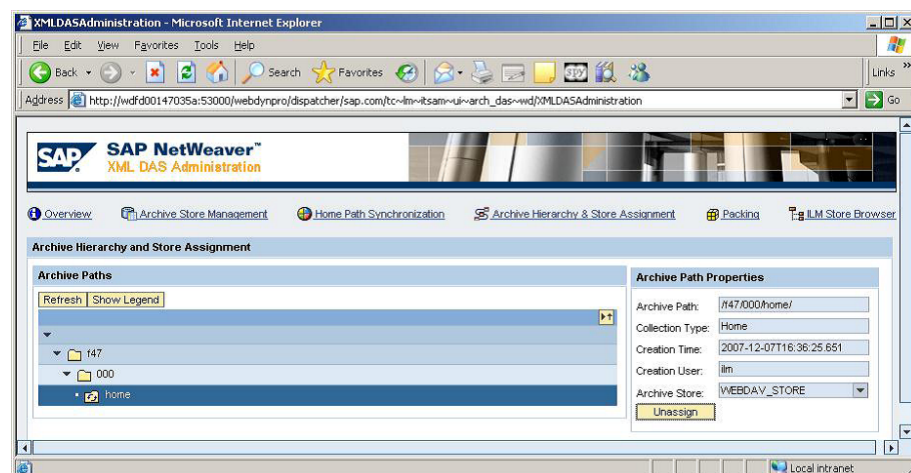 XMLDASAdministration - Microsoft Internet Explorer
File Edit View Favorites Tools Help
Back Search Favorites SPY Links »
Address http://wdfd00147035a:53000/webdynpro/dispatcher/sap.com/tc~lm~itsam~ui~arch_das~wd/XMLDASAdministration Go
SAP SAP NetWeaver™
XML DAS Administration
Overview Archive Store Management Home Path Synchronization Archive Hierarchy & Store Assignment Packing ILM Store Browser
Archive Hierarchy and Store Assignment
Archive Paths
Refresh Show Legend
f47
000
home
Archive Path Properties
Archive Path: /f47/000/home/
Collection Type: Home
Creation Time: 2007-12-07T16:36:25.651
Creation User: ilm
Archive Store: WEBDAV_STORE
Unassign
Local intranet